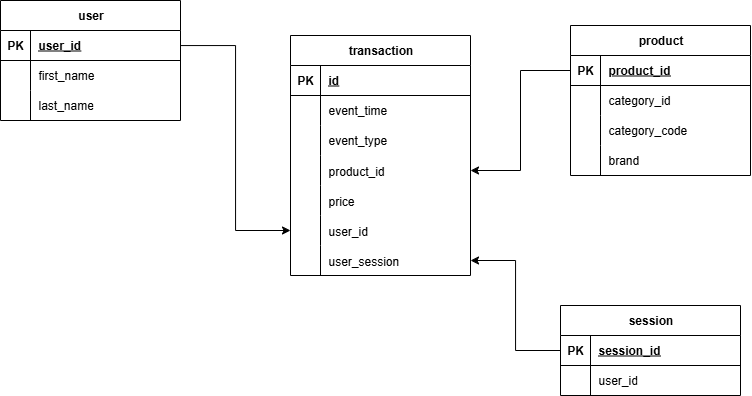 user
PK user_id
first_name
last_name
transaction
PK id
event_time
event_type
product_id
price
user_id
user_session
product
PK product_id
category_id
category_code
brand
session
PK session_id
user_id